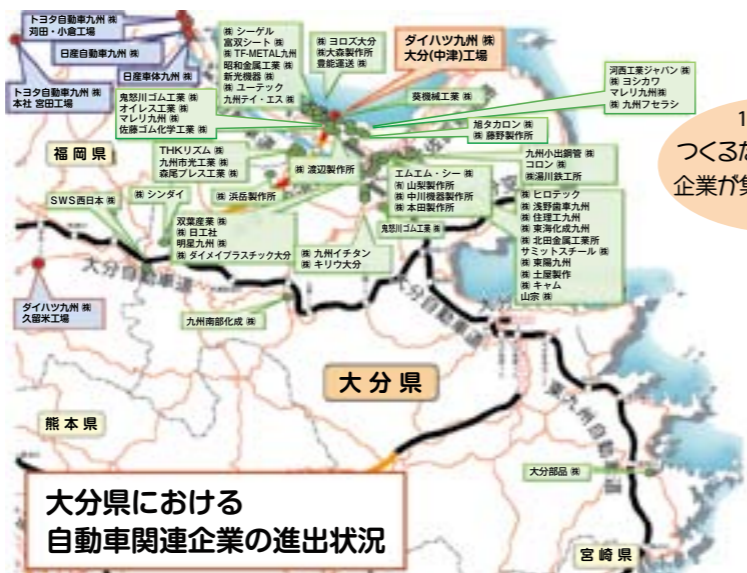 トヨタ自動車九州 ㈱
苅田・小倉工場
日産自動車九州 ㈱
日産車体九州 ㈱
トヨタ自動車九州 ㈱
本社 宮田工場
㈱ シーゲル
富双シート ㈱
㈱ TF-METAL九州
昭和金属工業 ㈱
新光機器 ㈱
㈱ ユーテック
九州テイ・エス ㈱
㈱ ヨロズ大分
㈱大森製作所
豊能運送 ㈱
ダイハツ九州 ㈱
大分(中津)工場
鬼怒川ゴム工業 ㈱
オイレス工業 ㈱
マレリ九州 ㈱
佐藤ゴム化学工業 ㈱
葵機械工業 ㈱
河西工業ジャパン ㈱
㈱ ヨシカワ
マレリ九州㈱
㈱ 九州フセラシ
旭タカロン ㈱
㈱ 藤野製作所
福岡県
THKリズム ㈱
九州市光工業 ㈱
森尾プレス工業 ㈱
㈱ 渡辺製作所
エムエム・シー ㈱
㈲ 山梨製作所
㈱ 中川機器製作所
㈱ 本田製作所
九州小出鋼管 ㈱
コロン ㈱
㈱湯川鉄工所
SWS西日本 ㈱
㈱ シンダイ
㈱ 浜岳製作所
双葉産業 ㈱
㈱ 日工社
明星九州 ㈱
㈱ ダイメイプラスチック大分
㈱ 九州イチタン
㈱ キリウ大分
鬼怒川ゴム工業 ㈱
㈱ ヒロテック
㈱ 浅野歯車九州
㈱ 住理工九州
㈱ 東海化成九州
㈱ 北田金属工業所
サミットスチール ㈱
㈱ 東陽九州
㈱ 土屋製作
㈱ キャム
山宗 ㈱
1
つくるた
企業が集
大分自動車道
大分自動車道
ダイハツ九州 ㈱
久留米工場
九州南部化成 ㈱
大分県
熊本県
東九州自動車道
大分部品 ㈱
大分県における
自動車関連企業の進出状況
宮崎県